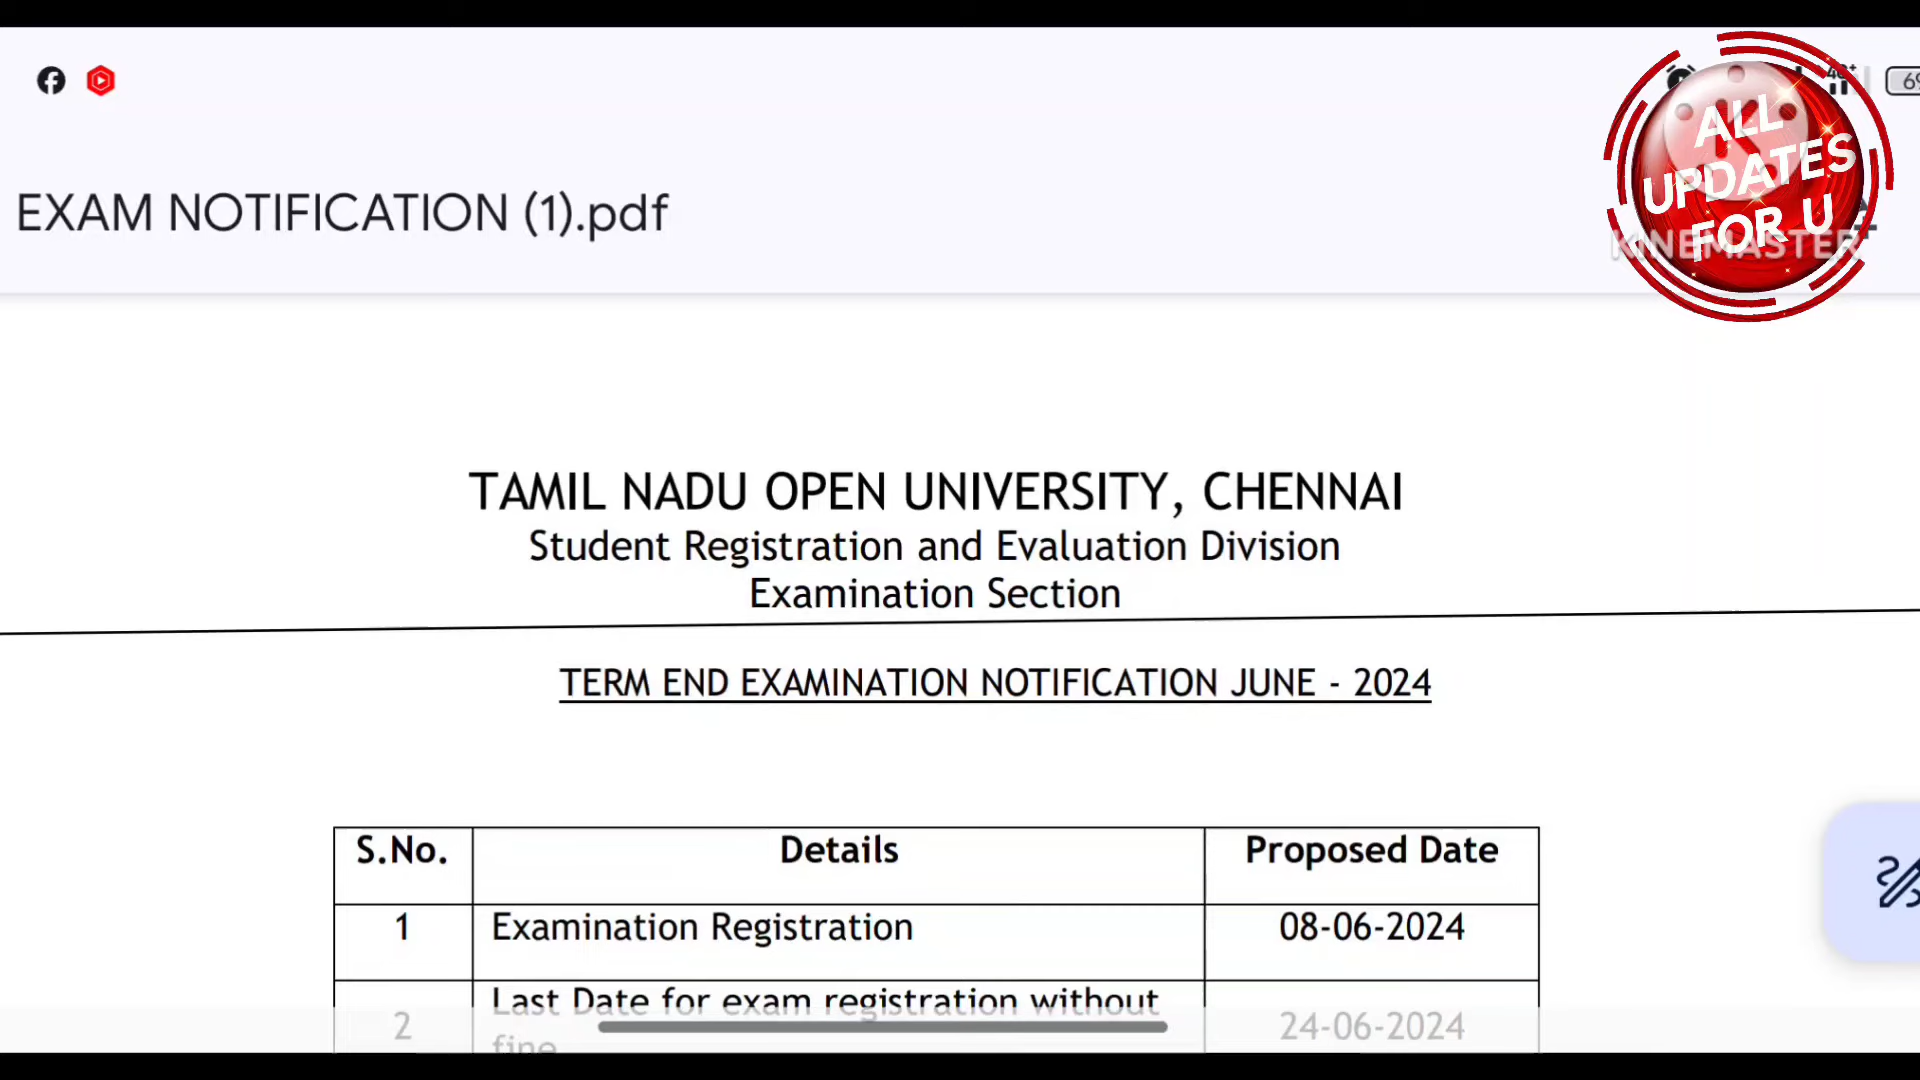 EXAM NOTIFICATION (1).pdf
ALL
UPDATES
FOR U
KINEMASTER
TAMIL NADU OPEN UNIVERSITY, CHENNAI
Student Registration and Evaluation Division
Examination Section
TERM END EXAMINATION NOTIFICATION JUNE - 2024
S.No. Details Proposed Date
1 Examination Registration 08-06-2024
2 Last Date for exam registration without fine 24-06-2024